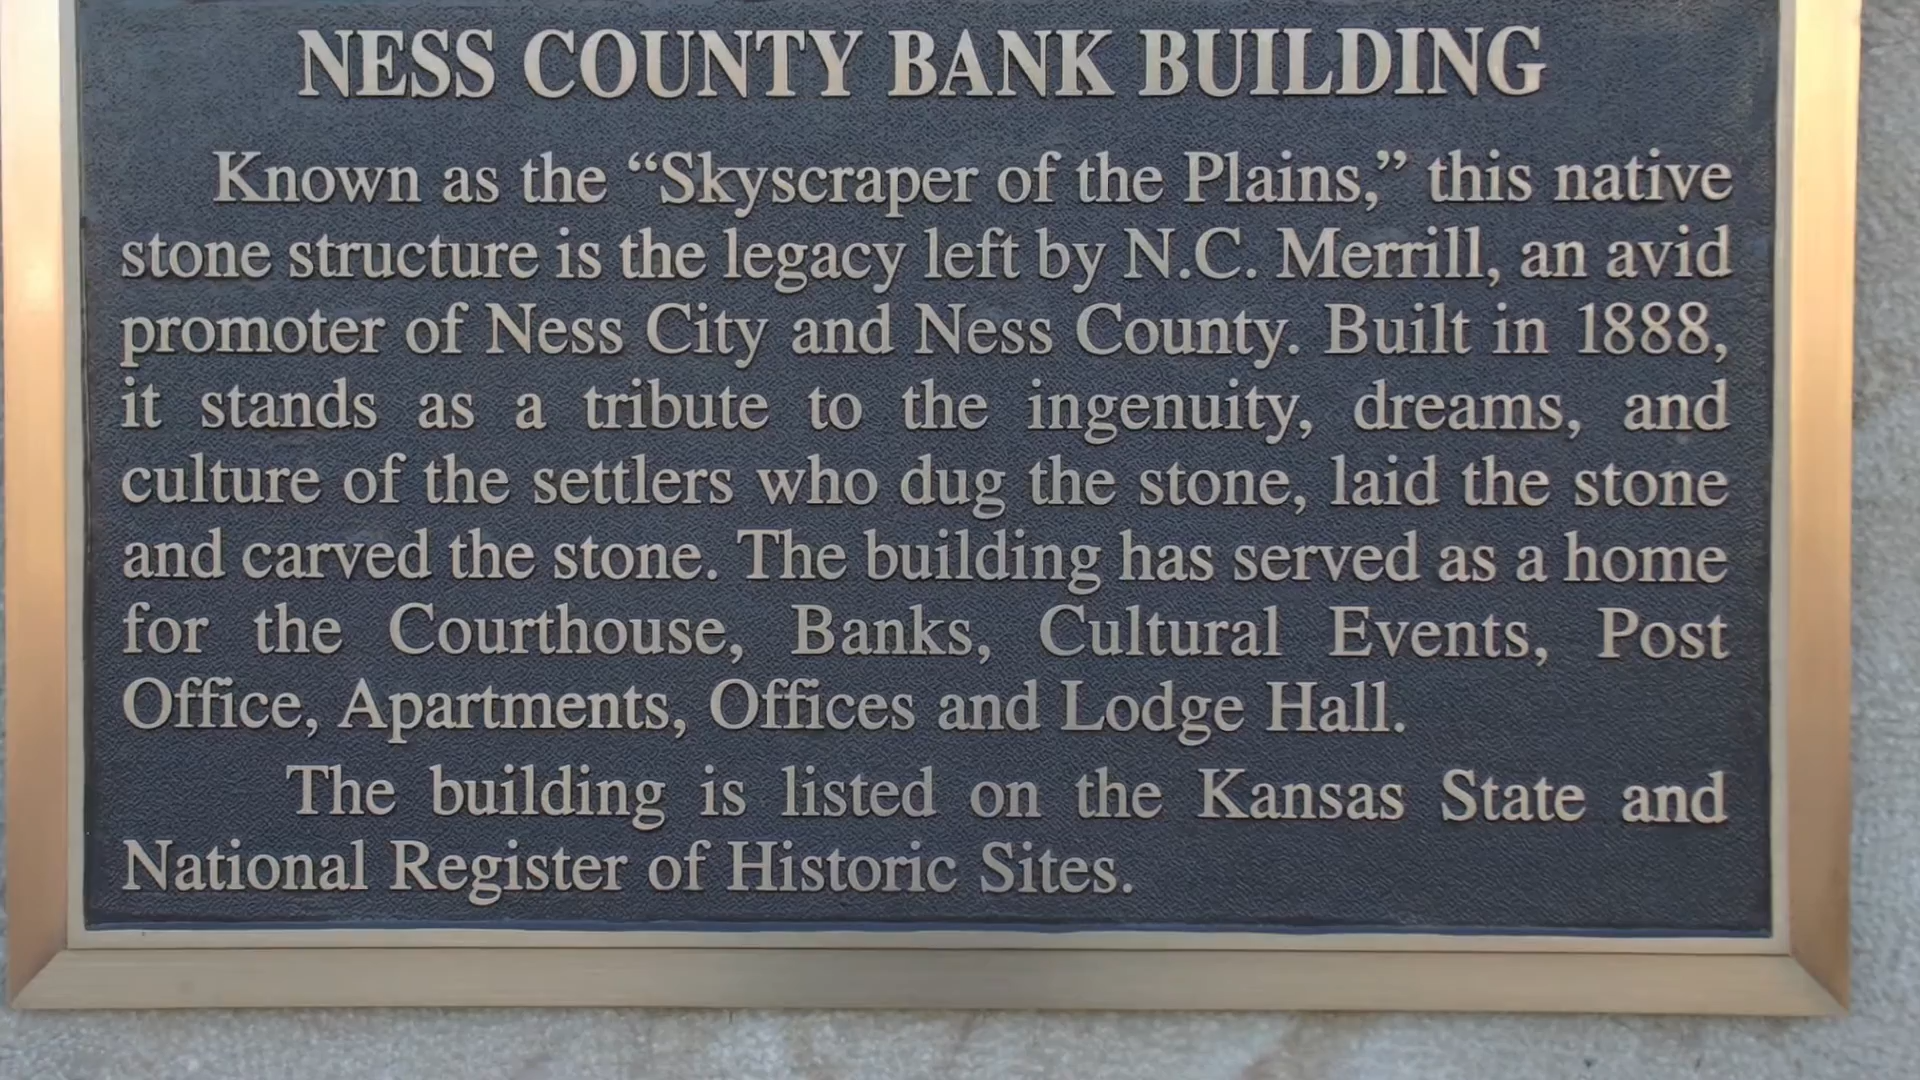 NESS COUNTY BANK BUILDING
Known as the “Skyscraper of the Plains,” this native
stone structure is the legacy left by N.C. Merrill, an avid
promoter of Ness City and Ness County. Built in 1888,
it stands as a tribute to the ingenuity, dreams, and
culture of the settlers who dug the stone, laid the stone
and carved the stone. The building has served as a home
for the Courthouse, Banks, Cultural Events, Post
Office, Apartments, Offices and Lodge Hall.
The building is listed on the Kansas State and
National Register of Historic Sites.